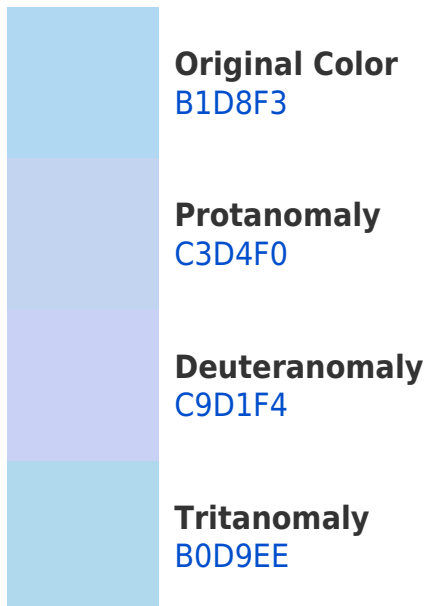 Original Color
B1D8F3
Protanomaly
C3D4F0
Deuteranomaly
C9D1F4
Tritanomaly
B0D9EE